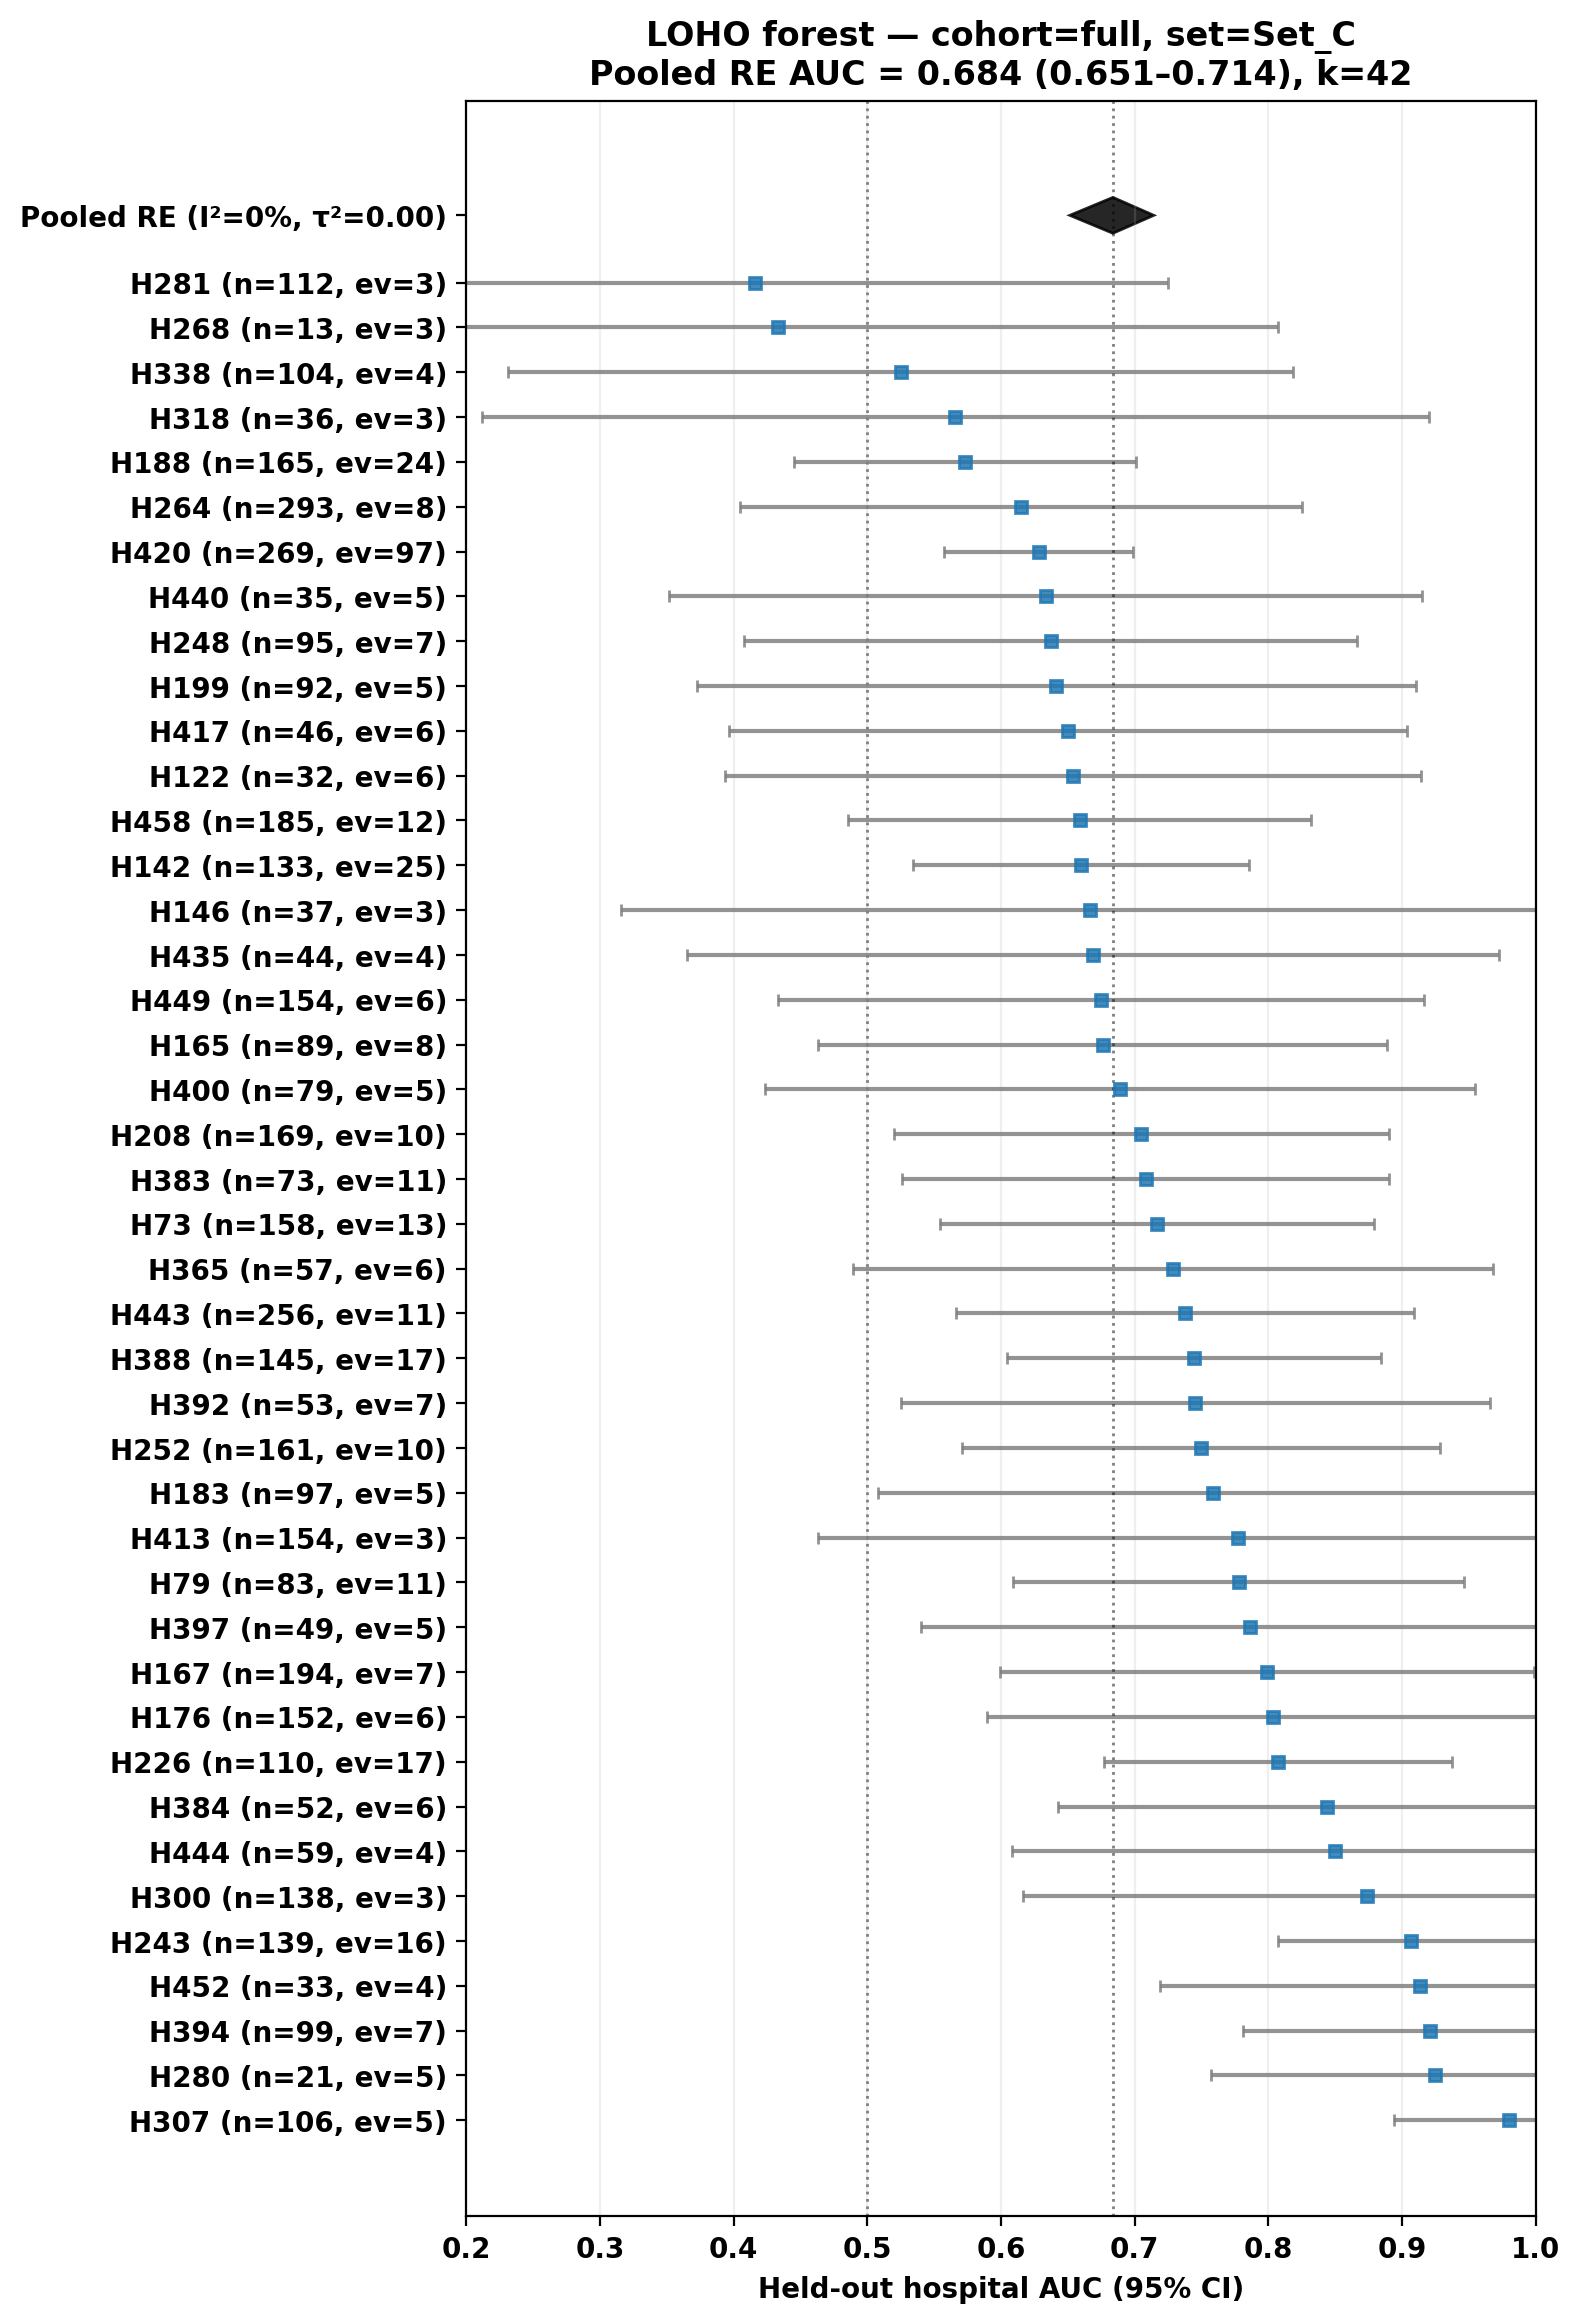 LOHO forest — cohort=full, set=Set_C
Pooled RE AUC = 0.684 (0.651–0.714), k=42
Pooled RE (I²=0%, τ²=0.00)
H281 (n=112, ev=3)
H268 (n=13, ev=3)
H338 (n=104, ev=4)
H318 (n=36, ev=3)
H188 (n=165, ev=24)
H264 (n=293, ev=8)
H420 (n=269, ev=97)
H440 (n=35, ev=5)
H248 (n=95, ev=7)
H199 (n=92, ev=5)
H417 (n=46, ev=6)
H122 (n=32, ev=6)
H458 (n=185, ev=12)
H142 (n=133, ev=25)
H146 (n=37, ev=3)
H435 (n=44, ev=4)
H449 (n=154, ev=6)
H165 (n=89, ev=8)
H400 (n=79, ev=5)
H208 (n=169, ev=10)
H383 (n=73, ev=11)
H73 (n=158, ev=13)
H365 (n=57, ev=6)
H443 (n=256, ev=11)
H388 (n=145, ev=17)
H392 (n=53, ev=7)
H252 (n=161, ev=10)
H183 (n=97, ev=5)
H413 (n=154, ev=3)
H79 (n=83, ev=11)
H397 (n=49, ev=5)
H167 (n=194, ev=7)
H176 (n=152, ev=6)
H226 (n=110, ev=17)
H384 (n=52, ev=6)
H444 (n=59, ev=4)
H300 (n=138, ev=3)
H243 (n=139, ev=16)
H452 (n=33, ev=4)
H394 (n=99, ev=7)
H280 (n=21, ev=5)
H307 (n=106, ev=5)
0.2 0.3 0.4 0.5 0.6 0.7 0.8 0.9 1.0
Held-out hospital AUC (95% CI)